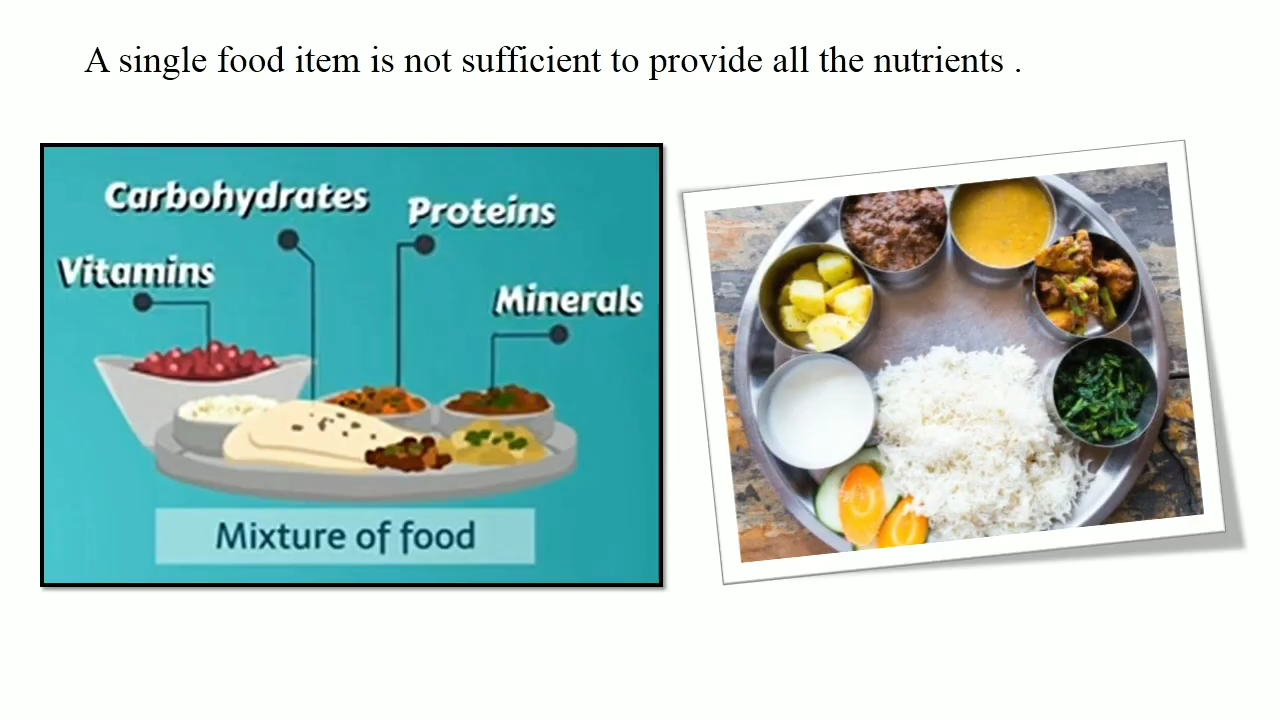 A single food item is not sufficient to provide all the nutrients .
Carbohydrates
Proteins
Vitamins
Minerals
Mixture of food